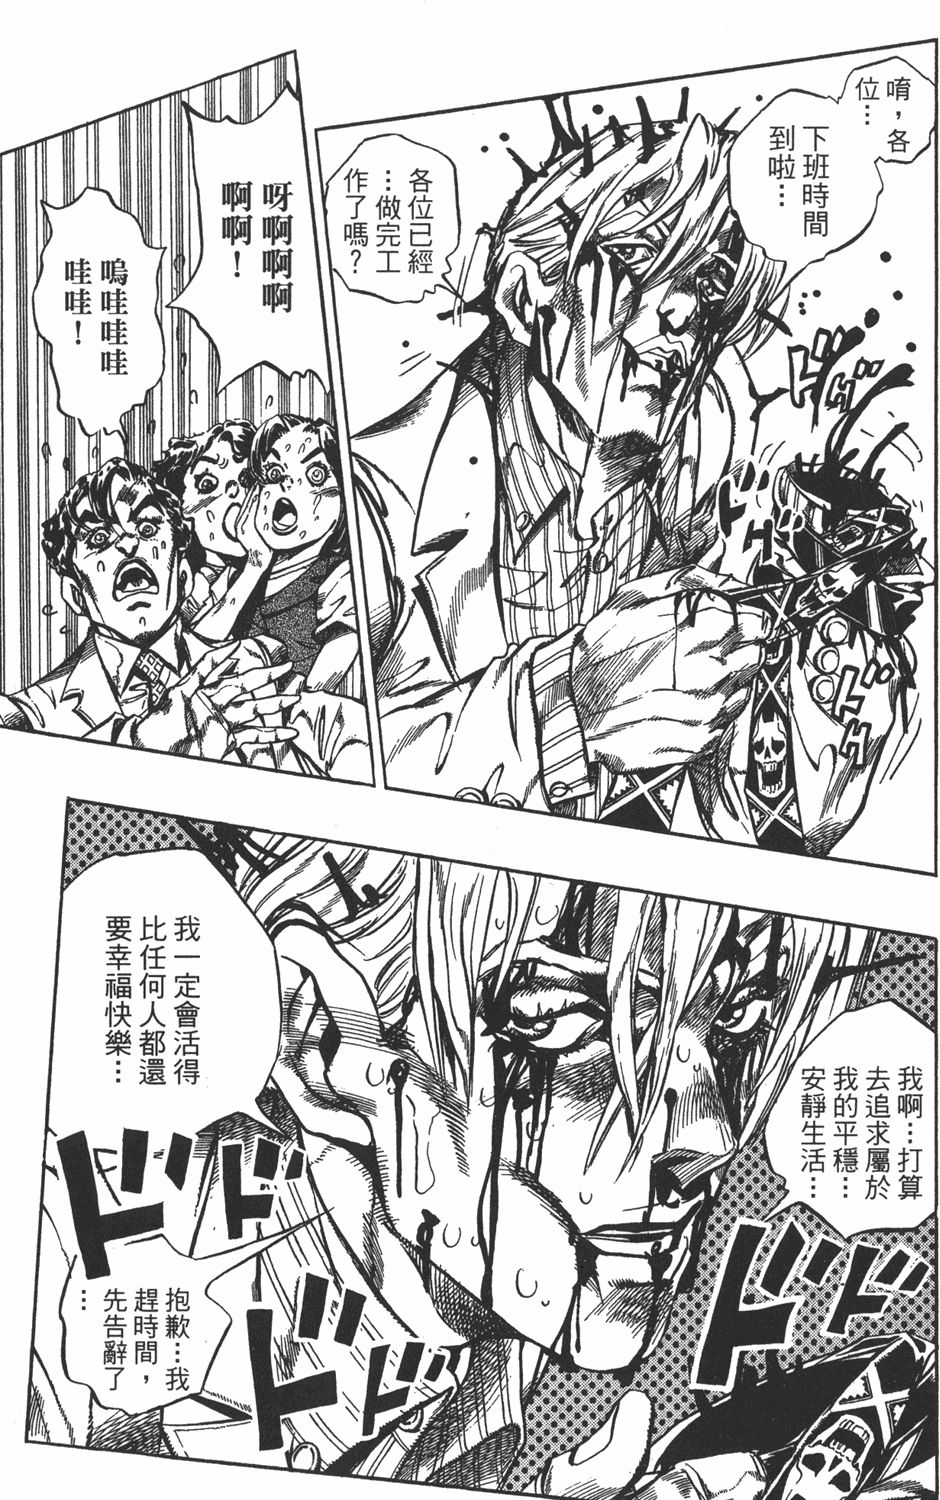 唷，各
位…
下班時間
到啦…
各位已經
…做完工
作了嗎？
呀啊啊啊
啊啊！
嗚哇哇哇
哇哇！
ドド
ドドドド
我啊…打算
去追求屬於
我的平穩…
安靜生活…
我一定會活得
比任何人都還
要幸福快樂…
抱歉…我
趕時間，
先告辭了
…
ドド
ドド
ドド